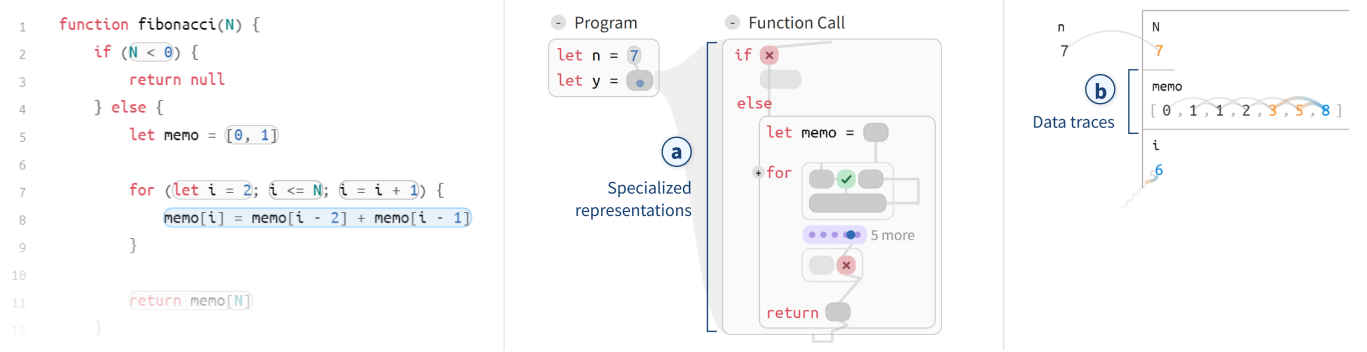 1 function fibonacci(N) {
2 if (N < 0) {
3 return null
4 } else {
5 let memo = [0, 1]
6
7 for (let i = 2; i <= N; i = i + 1) {
8 memo[i] = memo[i - 2] + memo[i - 1]
9 }
10
11 return memo[N]
12 }
- Program
let n = 7
let y =
a
Specialized
representations
- Function Call
if
else
let memo =
+ for
5 more
return
n
7
N
7
b
Data traces
memo
[ 0 , 1 , 1 , 2 , 3 , 5 , 8 ]
i
6